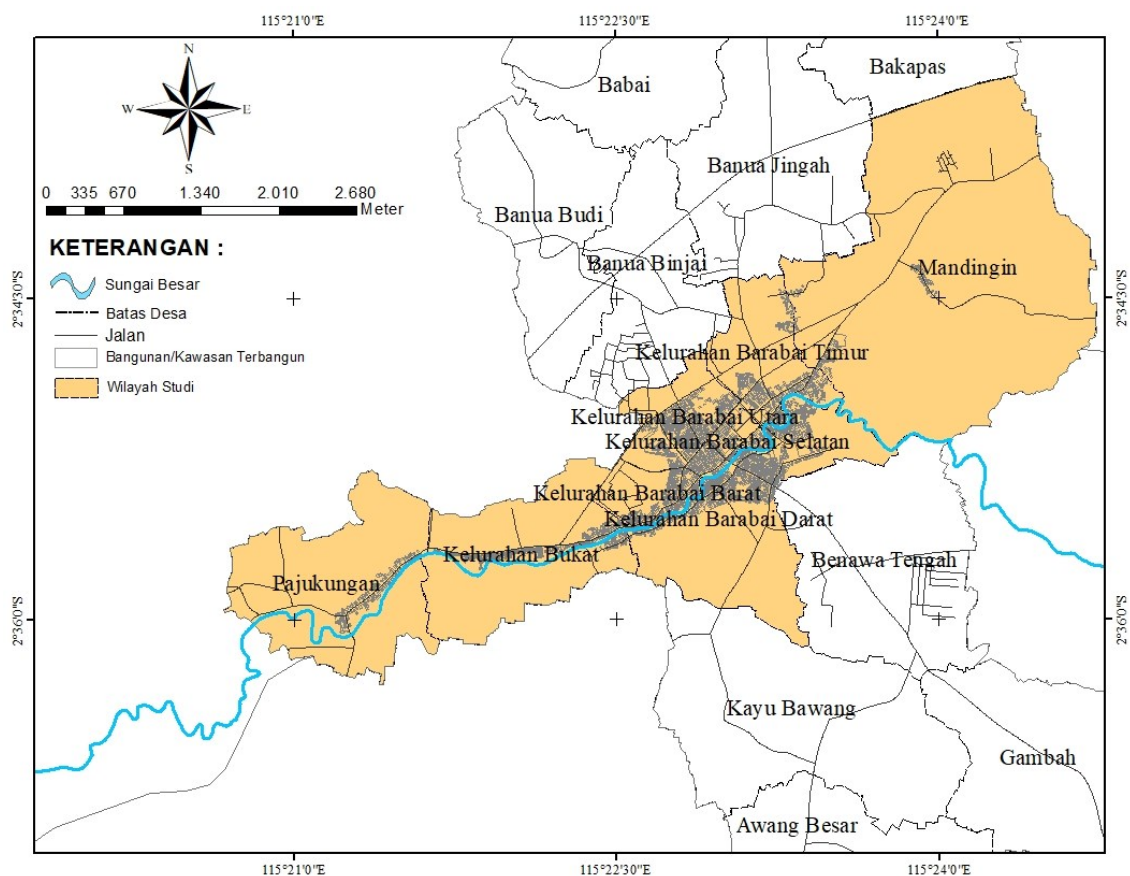 115°21'0"E 115°22'30"E 115°24'0"E
N
W E
S
0 335 670 1.340 2.010 2.680
Meter
KETERANGAN :
Sungai Besar
Batas Desa
Jalan
Bangunan/Kawasan Terbangun
Wilayah Studi
2°34'30"S
2°36'0"S
Babai
Bakapas
Banua Jingah
Banua Budi
Banua Binjai
Mandingin
Kelurahan Barabai Timur
Kelurahan Barabai Utara
Kelurahan Barabai Selatan
Kelurahan Barabai Barat
Kelurahan Barabai Darat
Kelurahan Bukat
Benawa Tengah
Pajukungan
Kayu Bawang
Gambah
Awang Besar
2°34'30"S
2°36'0"S
115°21'0"E 115°22'30"E 115°24'0"E